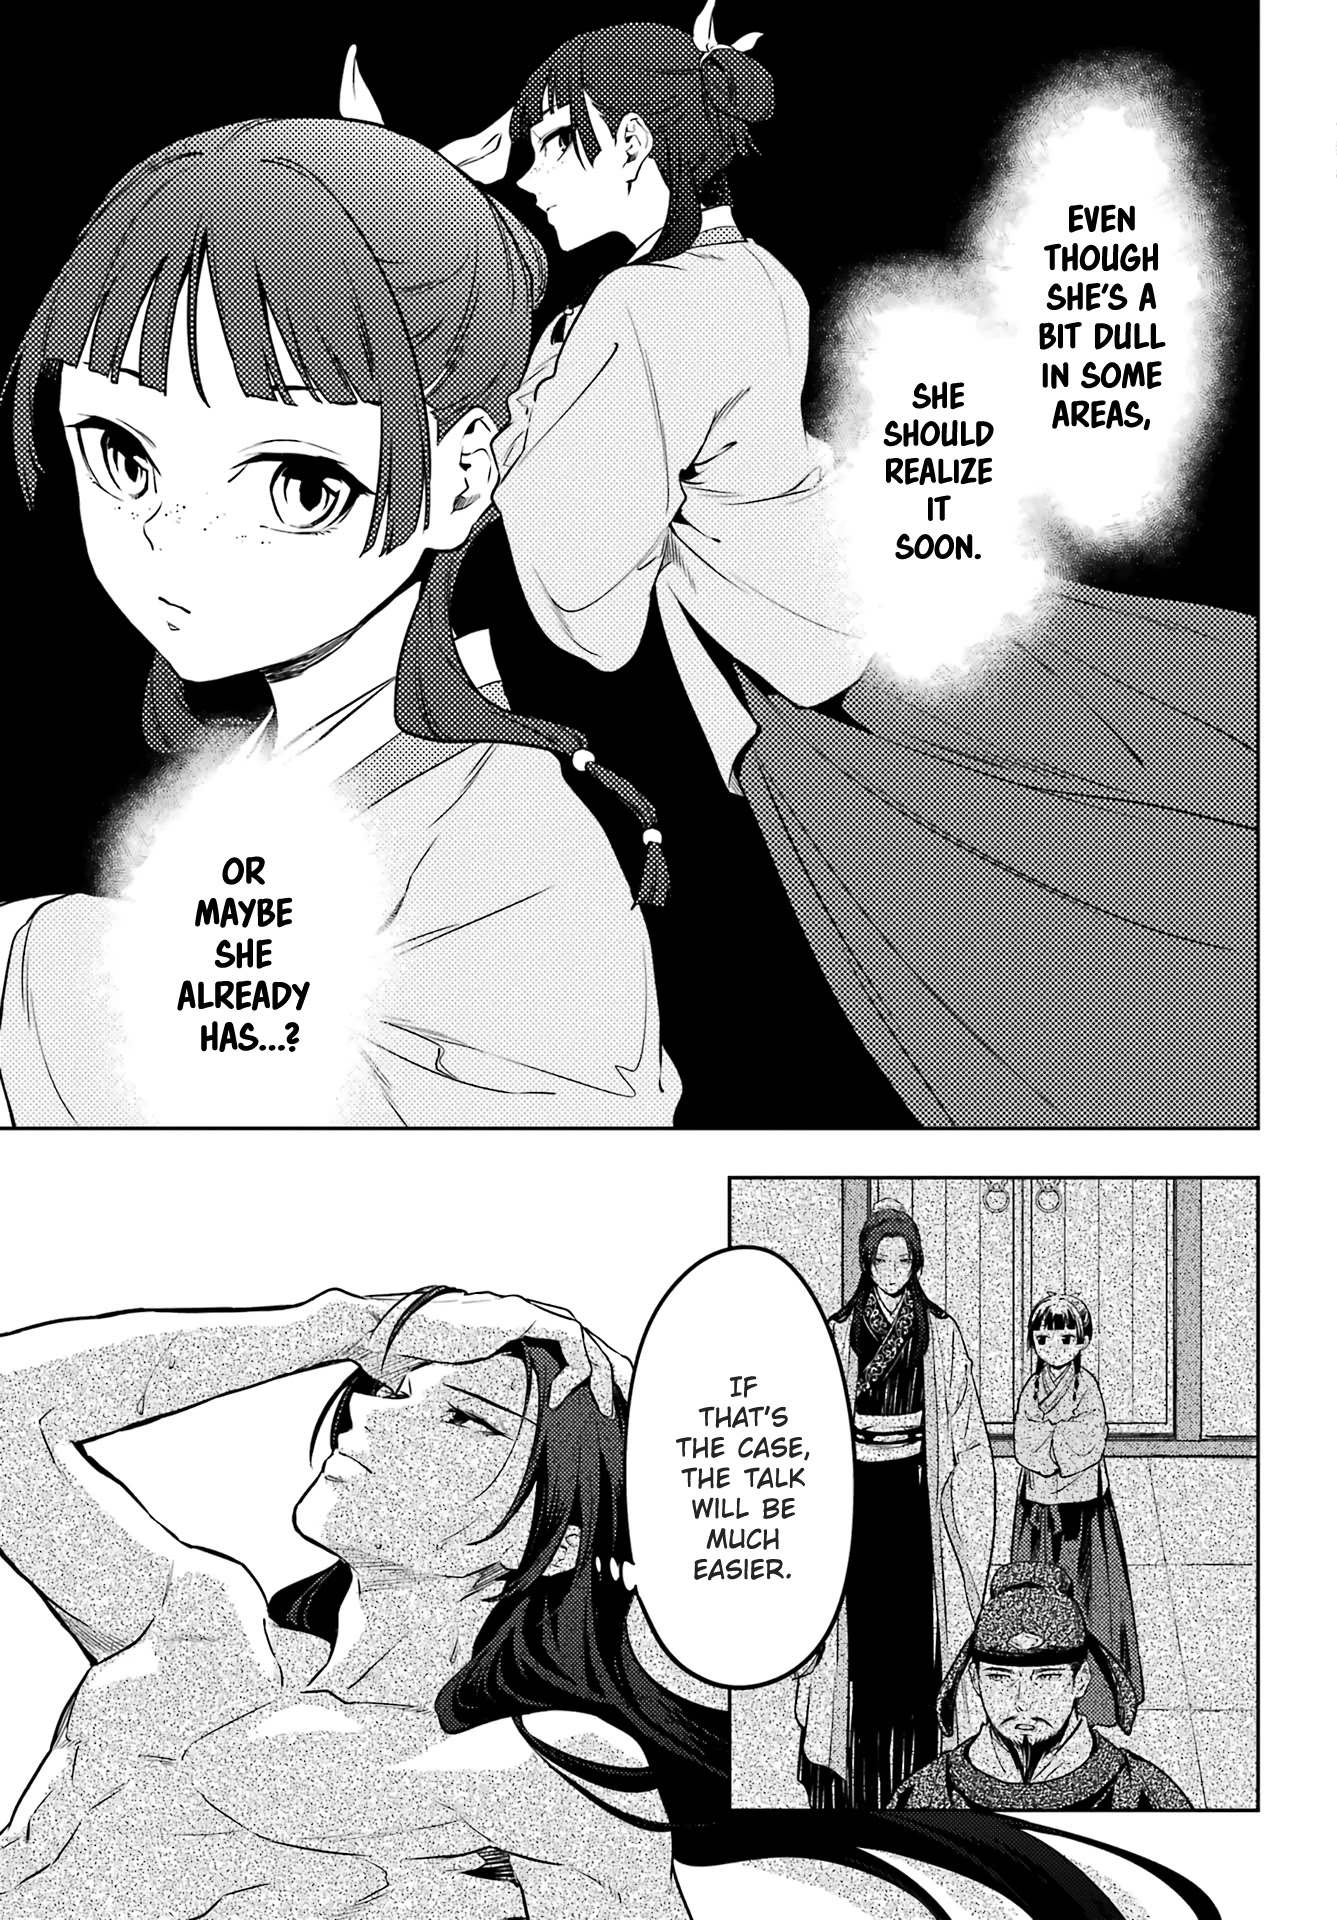 EVEN
THOUGH
SHE'S A
BIT DULL
IN SOME
AREAS,
SHE
SHOULD
REALIZE
IT
SOON.
OR
MAYBE
SHE
ALREADY
HAS...?
IF
THAT'S
THE CASE,
THE TALK
WILL BE
MUCH
EASIER.